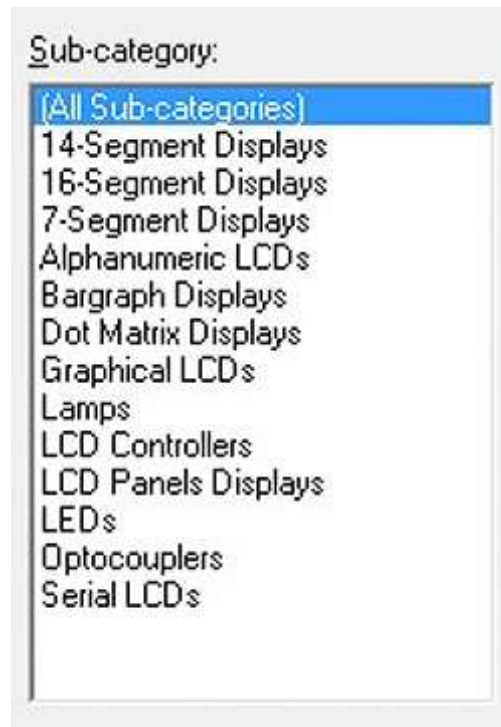 Sub-category:
(All Sub-categories)
14-Segment Displays
16-Segment Displays
7-Segment Displays
Alphanumeric LCDs
Bargraph Displays
Dot Matrix Displays
Graphical LCDs
Lamps
LCD Controllers
LCD Panels Displays
LEDs
Optocouplers
Serial LCDs